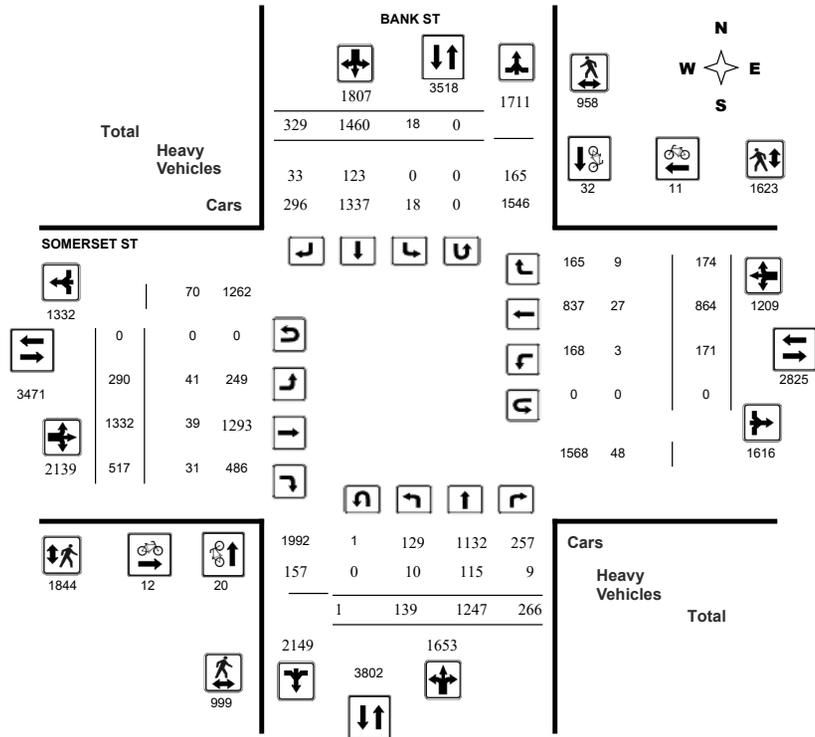 BANK ST
N
W E
S
1807
3518
1711
958
Total
329 1460 18 0
Heavy
Vehicles
33 123 0 0 165
32 11 1623
Cars
296 1337 18 0 1546
SOMERSET ST
165 9 174
1332
70 1262
837 27 864
1209
0 0 0
168 3 171
3471
2825
290 41 249
0 0 0
1332 39 1293
2139
517 31 486
1568 48
1616
1992 1 129 1132 257
Cars
157 0 10 115 9
Heavy
Vehicles
1844 12 20
1 139 1247 266
Total
2149
1653
3802
999